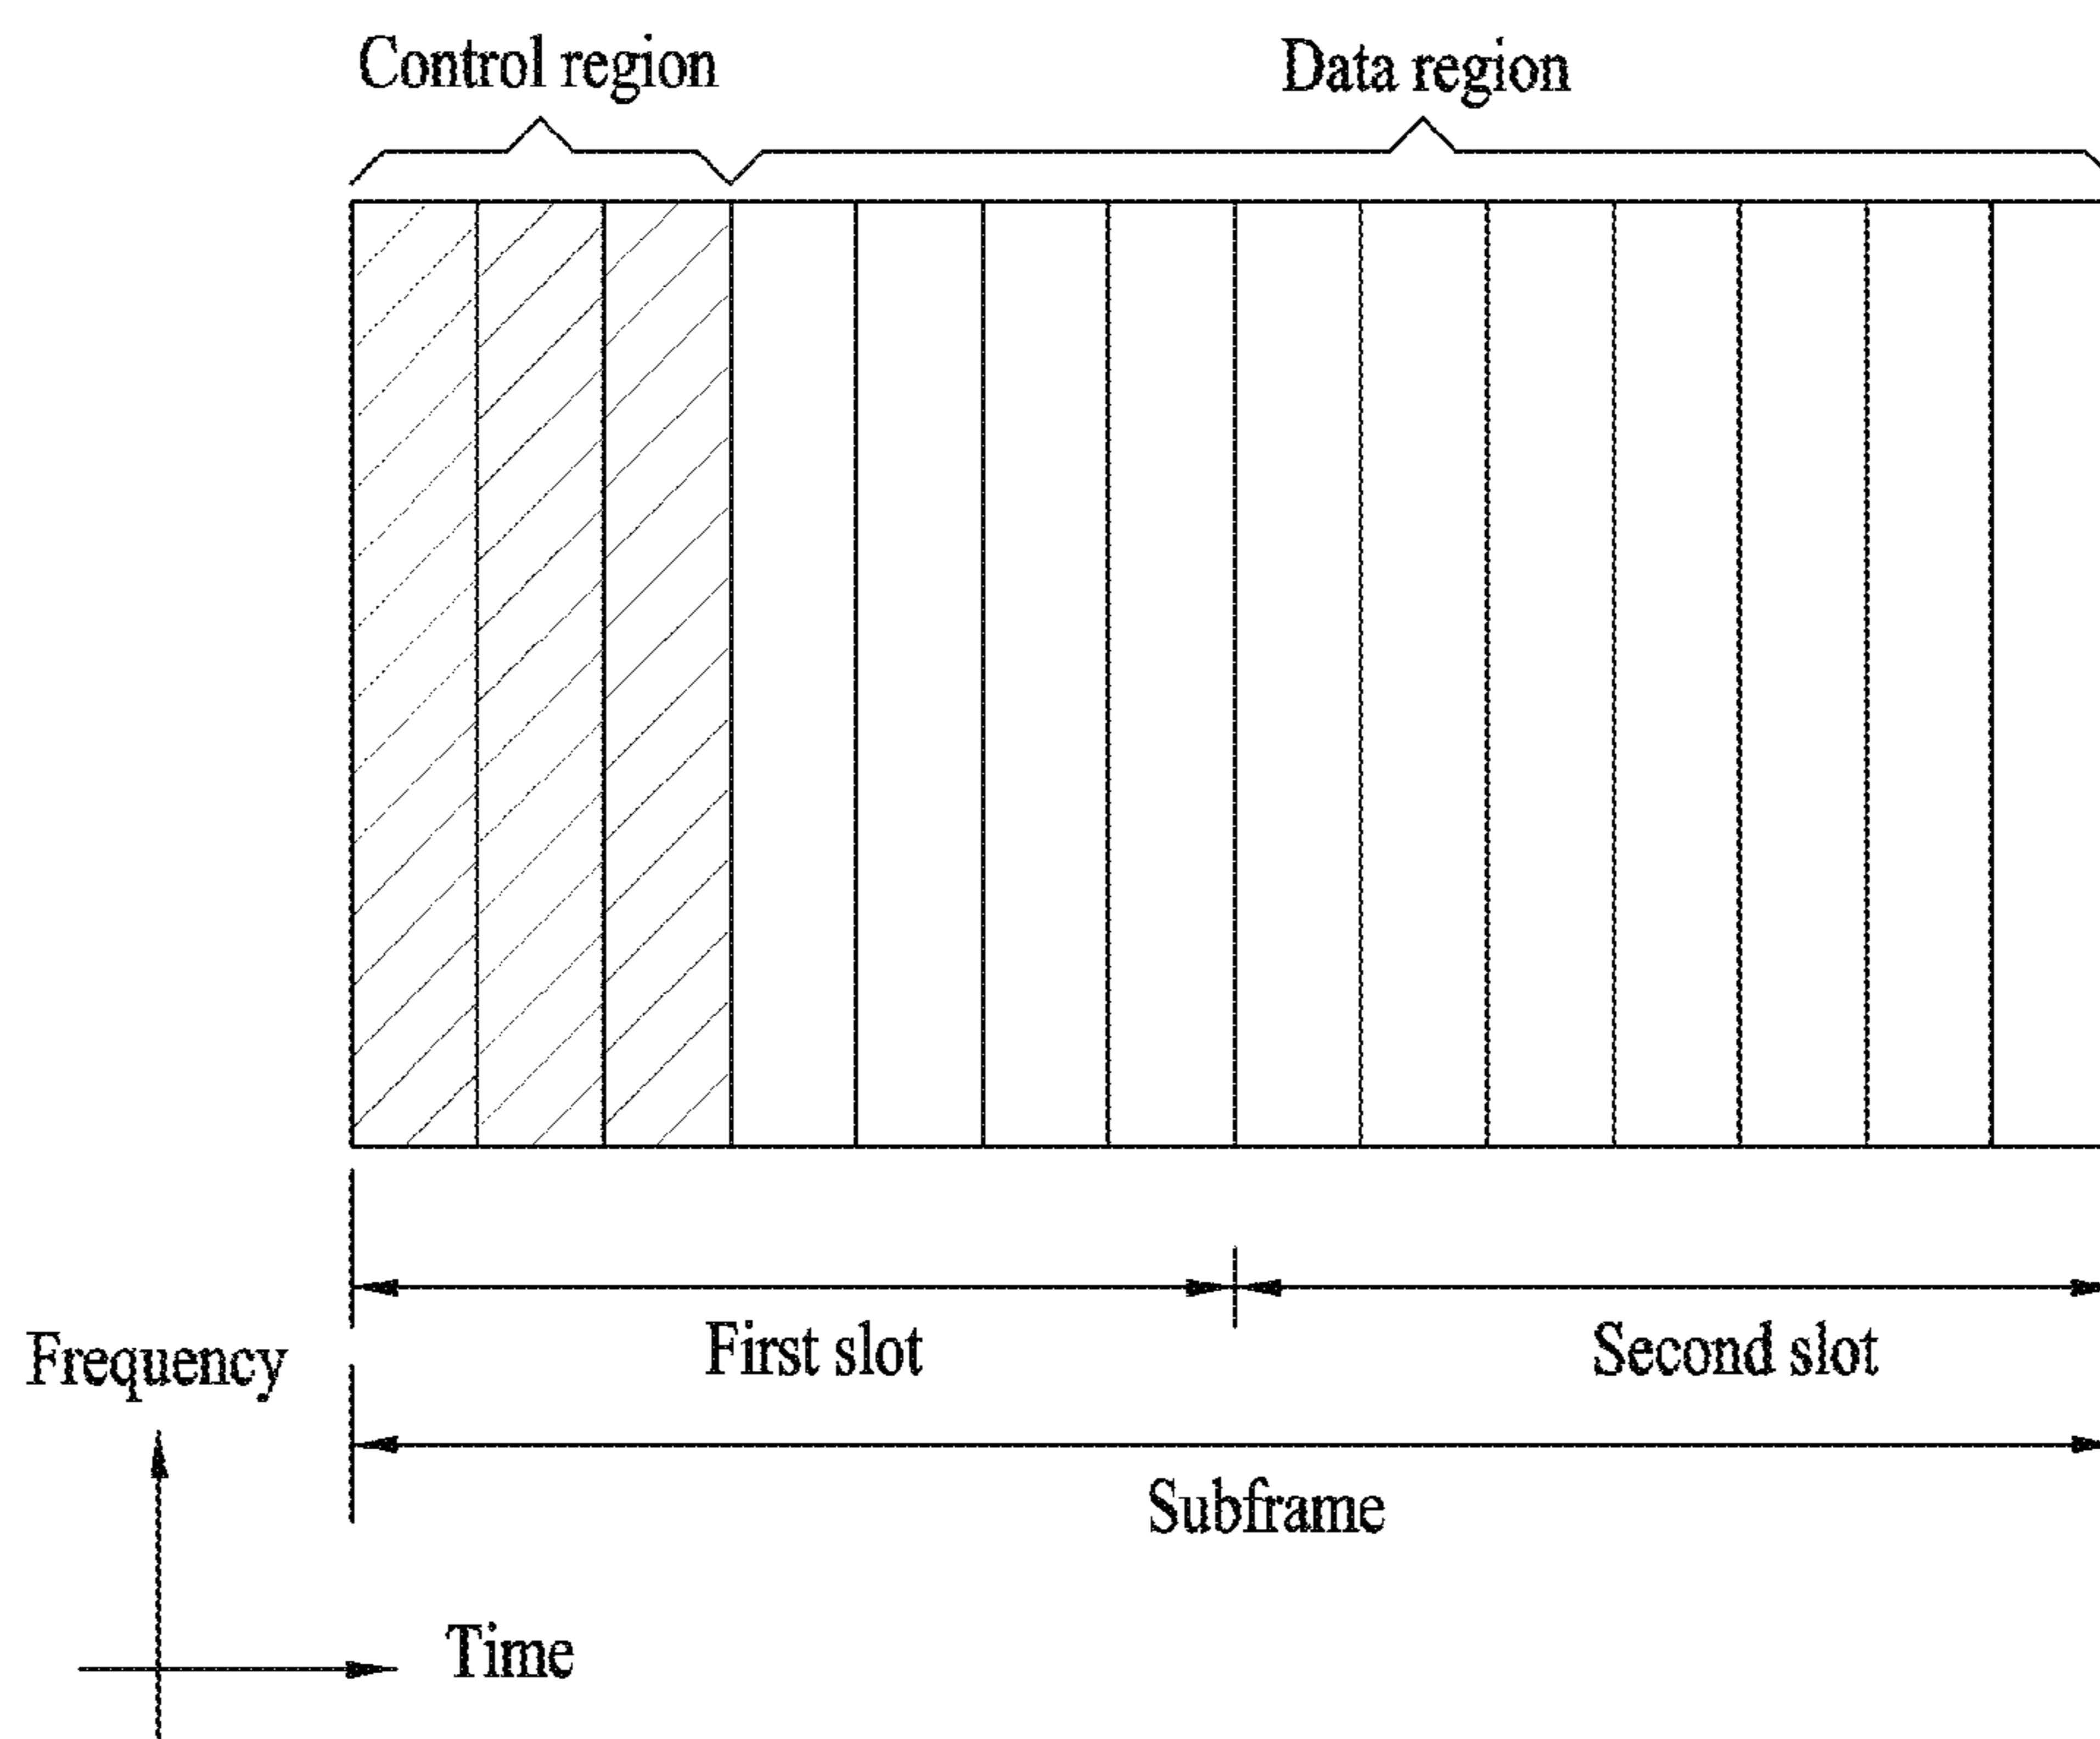 Control region
Data region
First slot
Second slot
Frequency
Subframe
Time